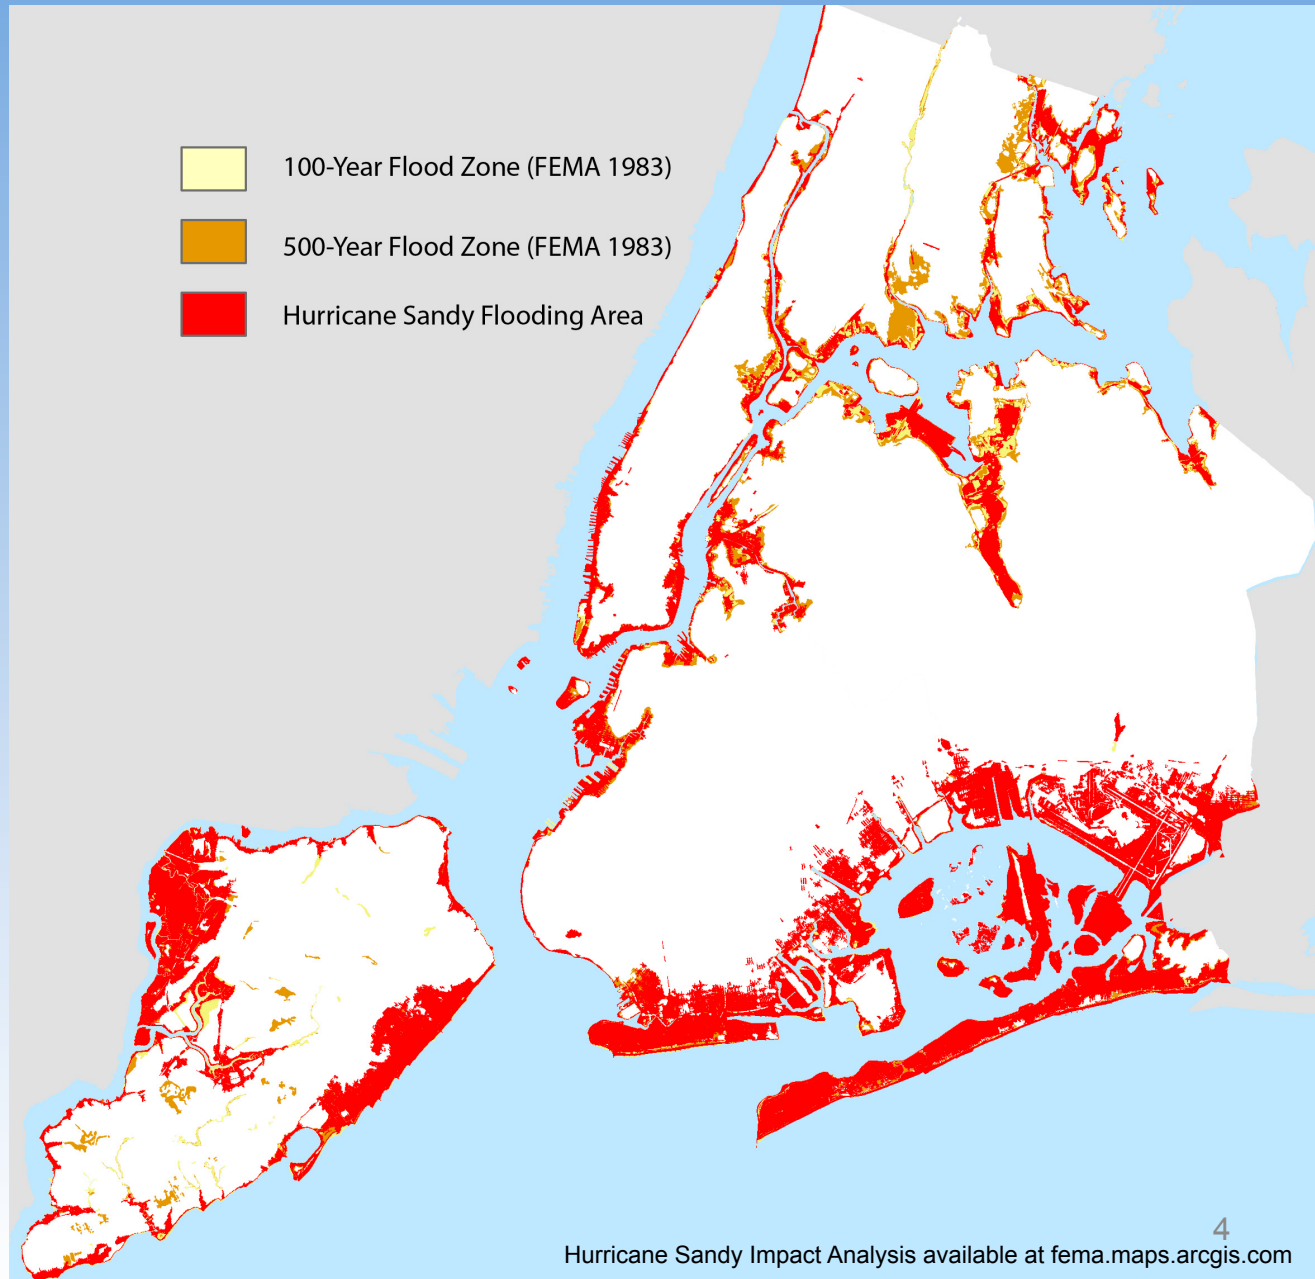 100-Year Flood Zone (FEMA 1983)
500-Year Flood Zone (FEMA 1983)
Hurricane Sandy Flooding Area
4
Hurricane Sandy Impact Analysis available at fema.maps.arcgis.com